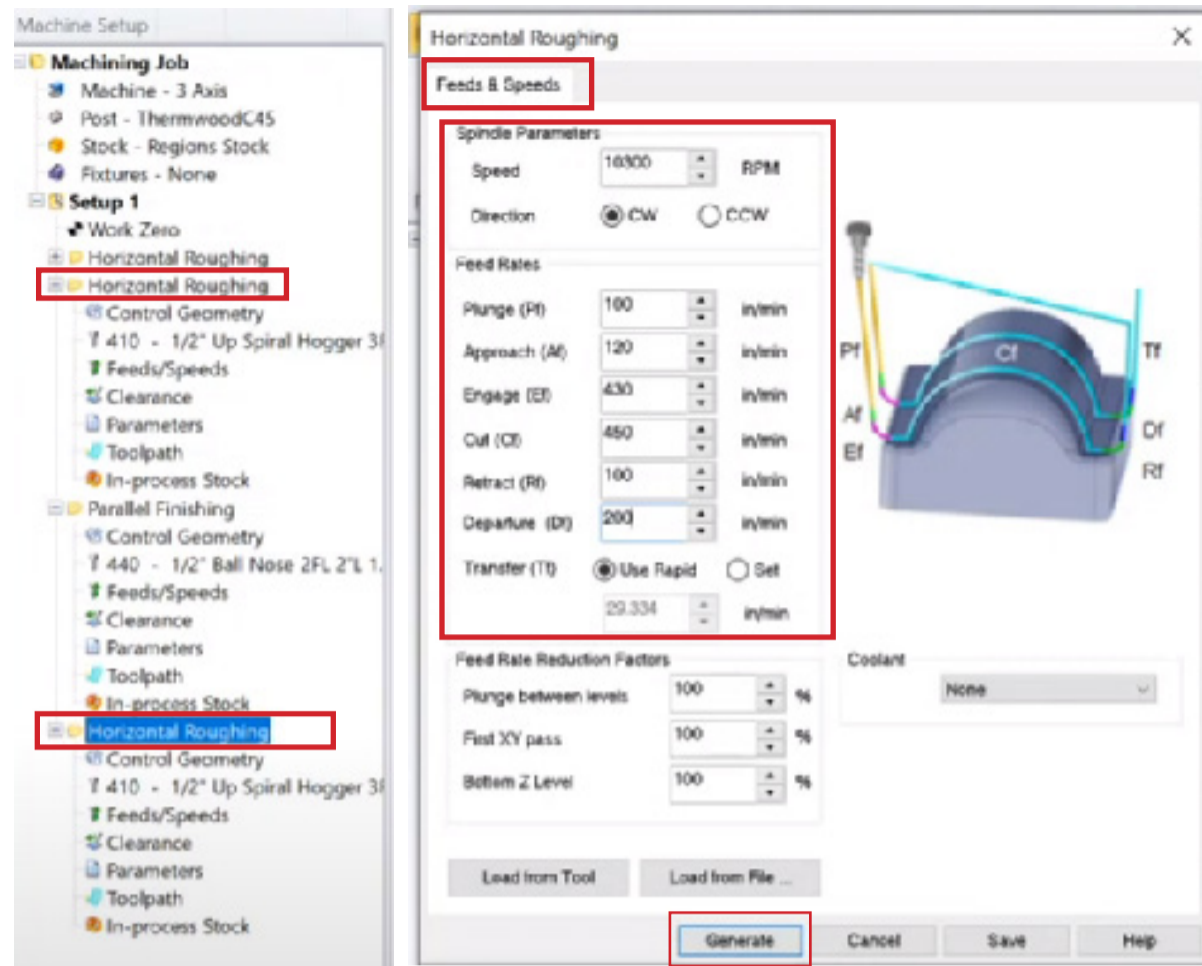 Machine Setup
Machining Job
Machine - 3 Axis
Post - ThermwoodC45
Stock - Regions Stock
Fixtures - None
Setup 1
Work Zero
Horizontal Roughing
Horizontal Roughing
Control Geometry
410 - 1/2" Up Spiral Hogger
Feeds/Speeds
Clearance
Parameters
Toolpath
In-process Stock
Parallel Finishing
Control Geometry
440 - 1/2" Ball Nose 2FL 2"L 1.
Feeds/Speeds
Clearance
Parameters
Toolpath
In-process Stock
Horizontal Roughing
Control Geometry
410 - 1/2" Up Spiral Hogger
Feeds/Speeds
Clearance
Parameters
Toolpath
In-process Stock
Horizontal Roughing
Feeds & Speeds
Spindle Parameters
Speed RPM
Direction CW CCW
Feed Rates
Plunge (Pf) in/min
Approach (Af) 120 in/min
Engage (Ef) 430 in/min
Cut (Cf) 450 in/min
Retract (Rf) in/min
Departure (Df) 200 in/min
Transfer (Tf) Use Rapid Set
29.334 in/min
Pf
Af
Ef
Cf
Tf
Df
Rf
Feed Rate Reduction Factors
Plunge between levels 100 %
First XY pass 100 %
Bottom Z Level 100 %
Coolant
None
Load from Tool Load from File ...
Generate Cancel Save Help